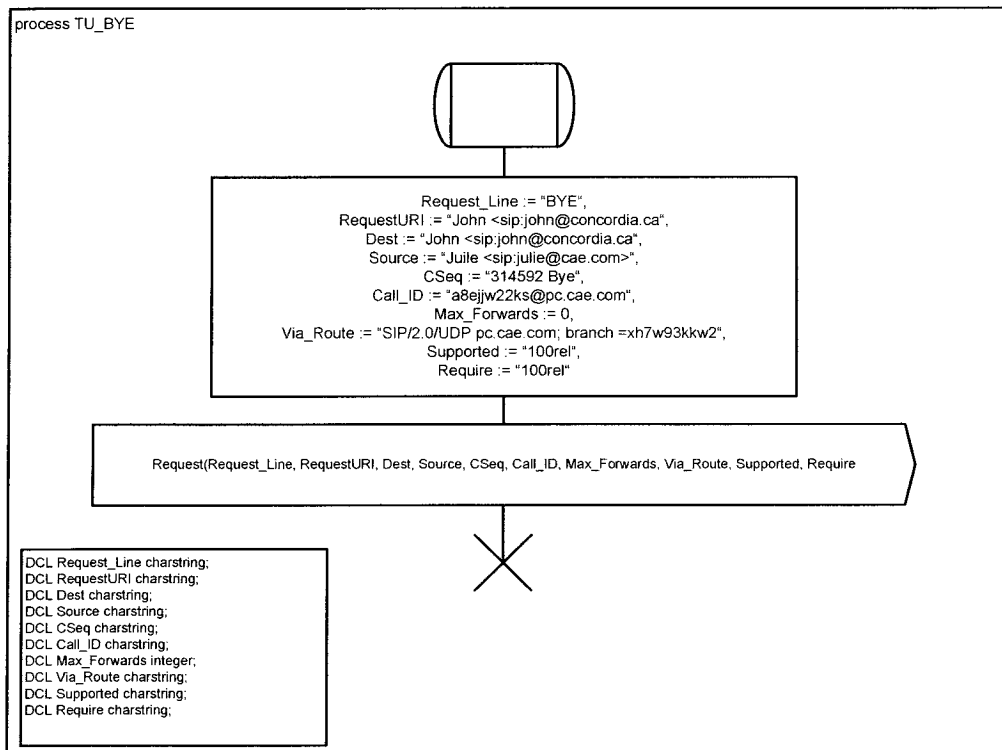 process TU_BYE
Request_Line := "BYE",
RequestURI := "John <sip:john@concordia.ca",
Dest := "John <sip:john@concordia.ca",
Source := "Juile <sip:julie@cae.com>",
CSeq := "314592 Bye",
Call_ID := "a8ejjw22ks@pc.cae.com",
Max_Forwards := 0,
Via_Route := "SIP/2.0/UDP pc.cae.com; branch =xh7w93kkw2",
Supported := "100rel",
Require := "100rel"
Request(Request_Line, RequestURI, Dest, Source, CSeq, Call_ID, Max_Forwards, Via_Route, Supported, Require
DCL Request_Line charstring;
DCL RequestURI charstring;
DCL Dest charstring;
DCL Source charstring;
DCL CSeq charstring;
DCL Call_ID charstring;
DCL Max_Forwards integer;
DCL Via_Route charstring;
DCL Supported charstring;
DCL Require charstring;